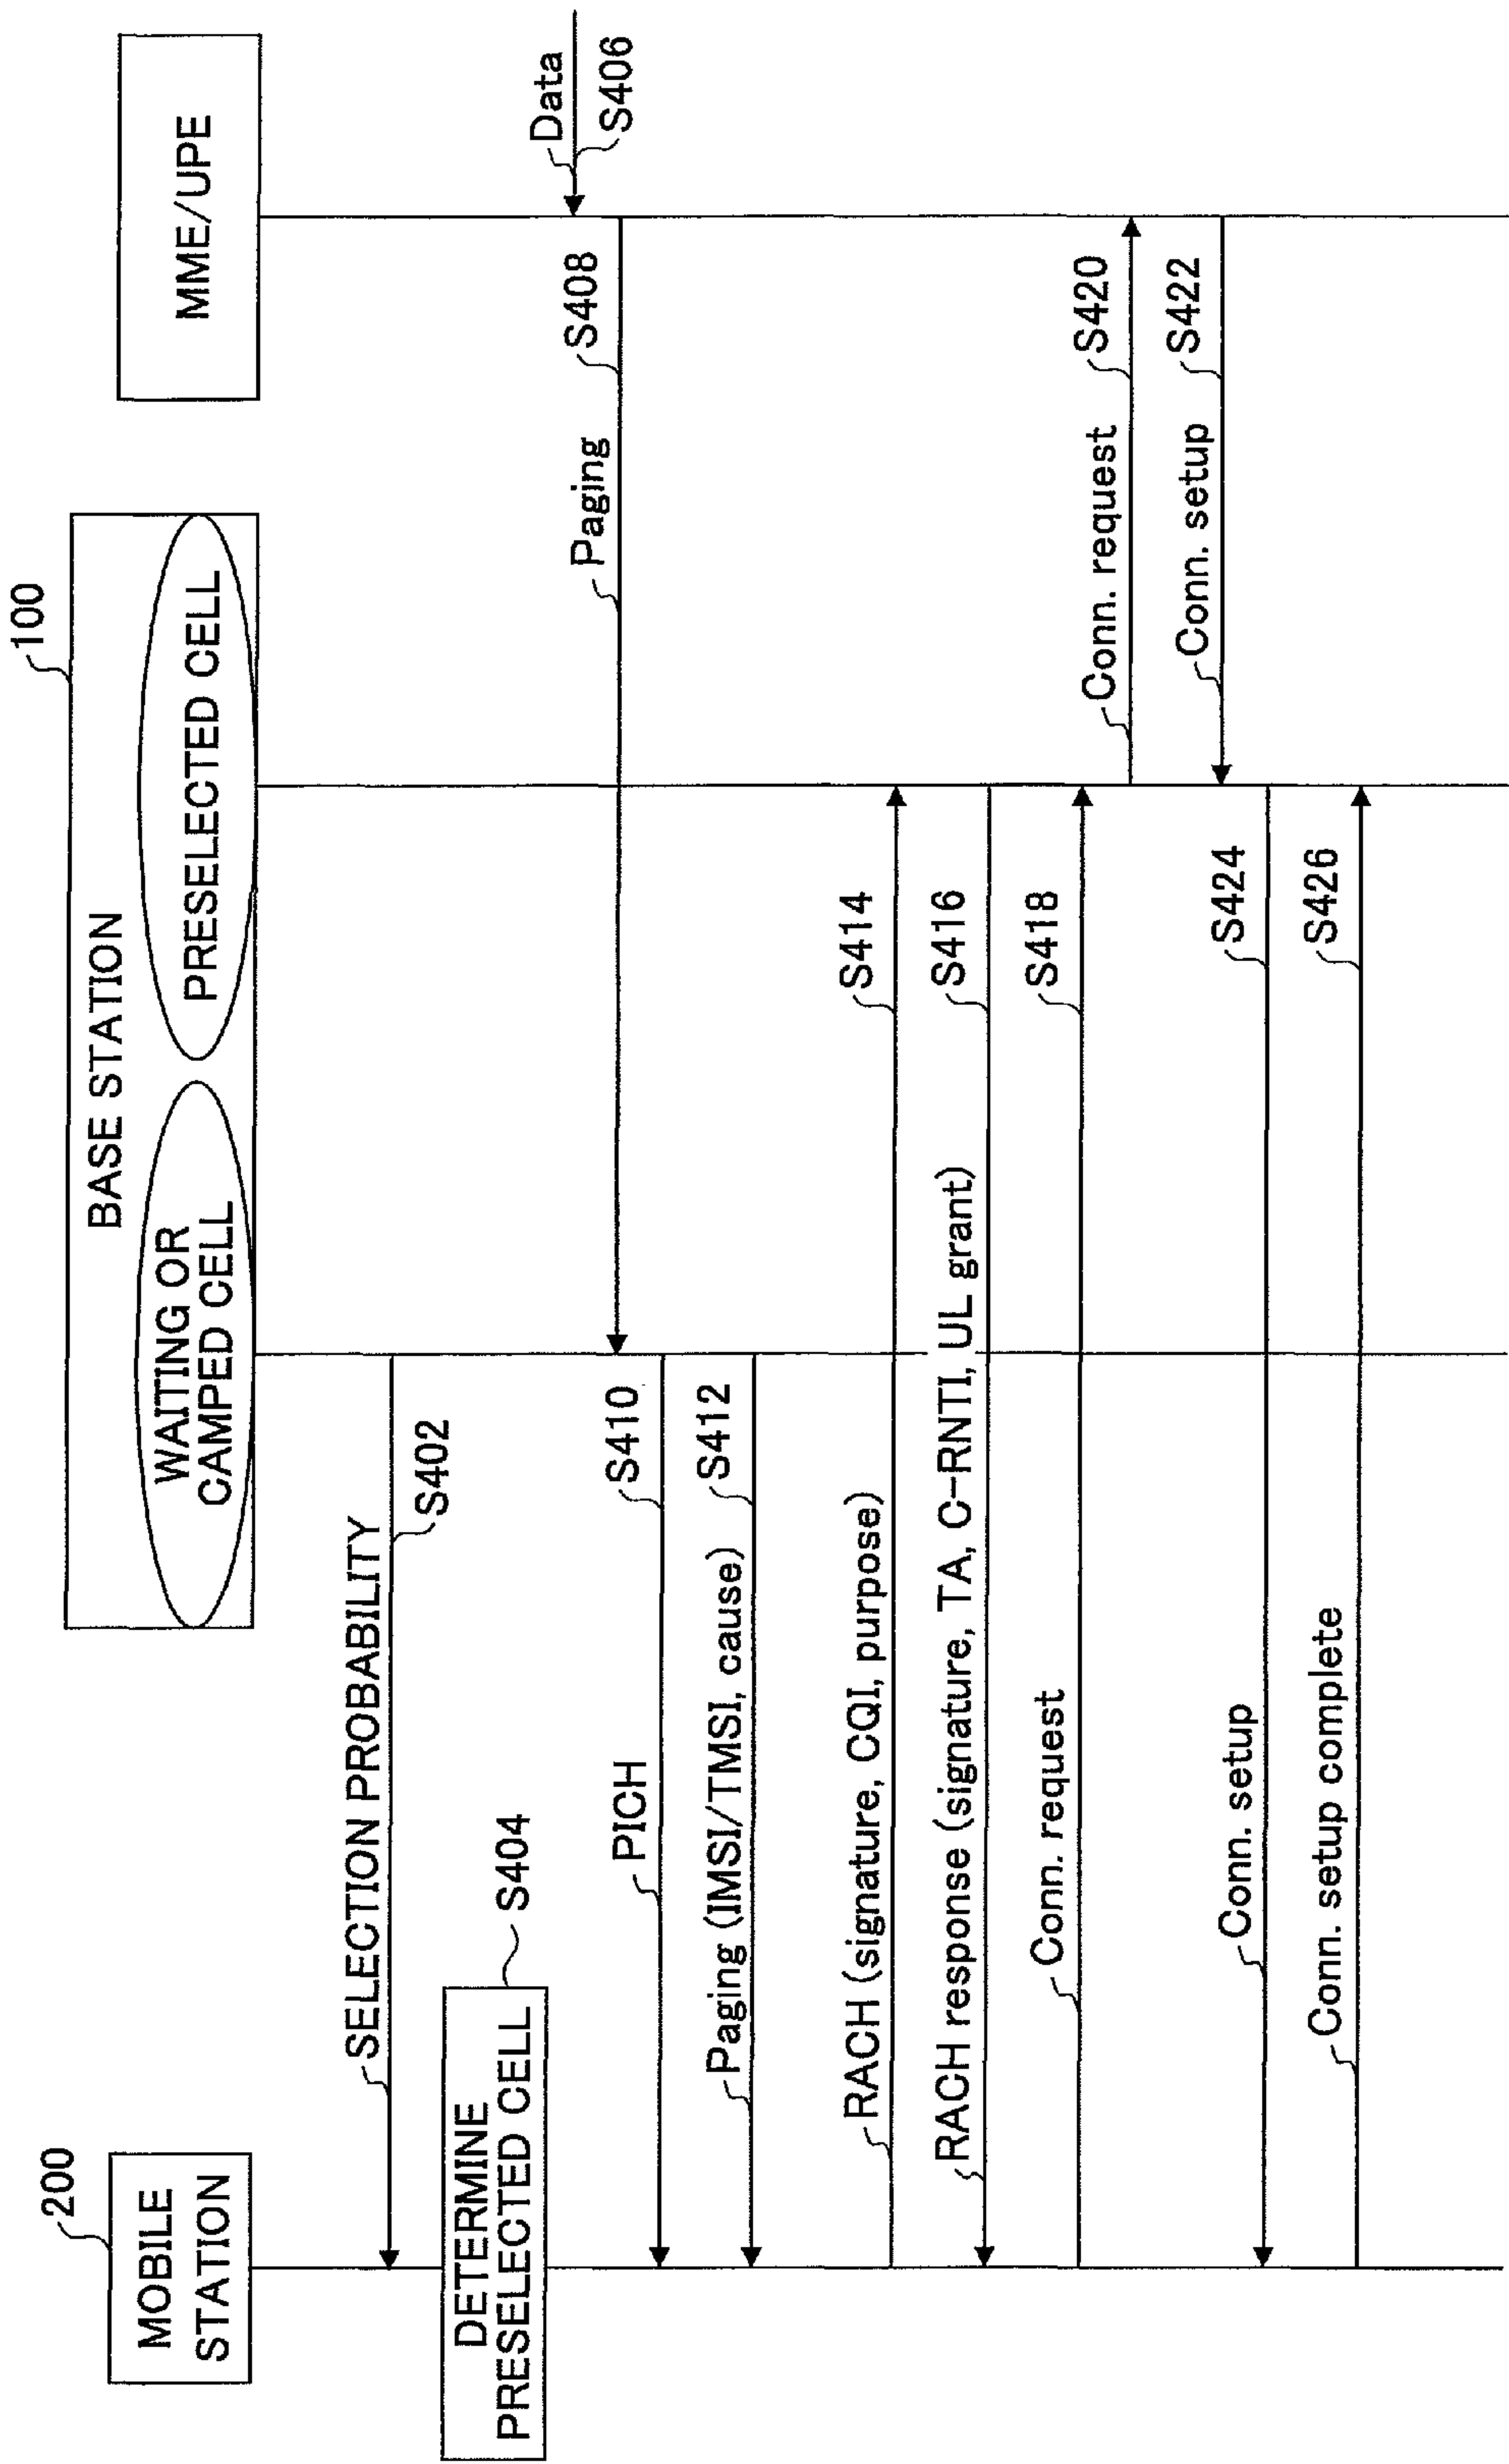 200
MOBILE
STATION
100
BASE STATION
WAITING OR
CAMPED CELL
PRESELECTED CELL
MME/UPE
SELECTION PROBABILITY
S402
DETERMINE
PRESELECTED CELL
S404
Data
S406
Paging
S408
PICH
S410
Paging (IMSI/TMSI, cause)
S412
RACH (signature, CQI, purpose)
S414
RACH response (signature, TA, C-RNTI, UL grant)
S416
Conn. request
S418
Conn. request
S420
Conn. setup
S422
Conn. setup
S424
Conn. setup complete
S426